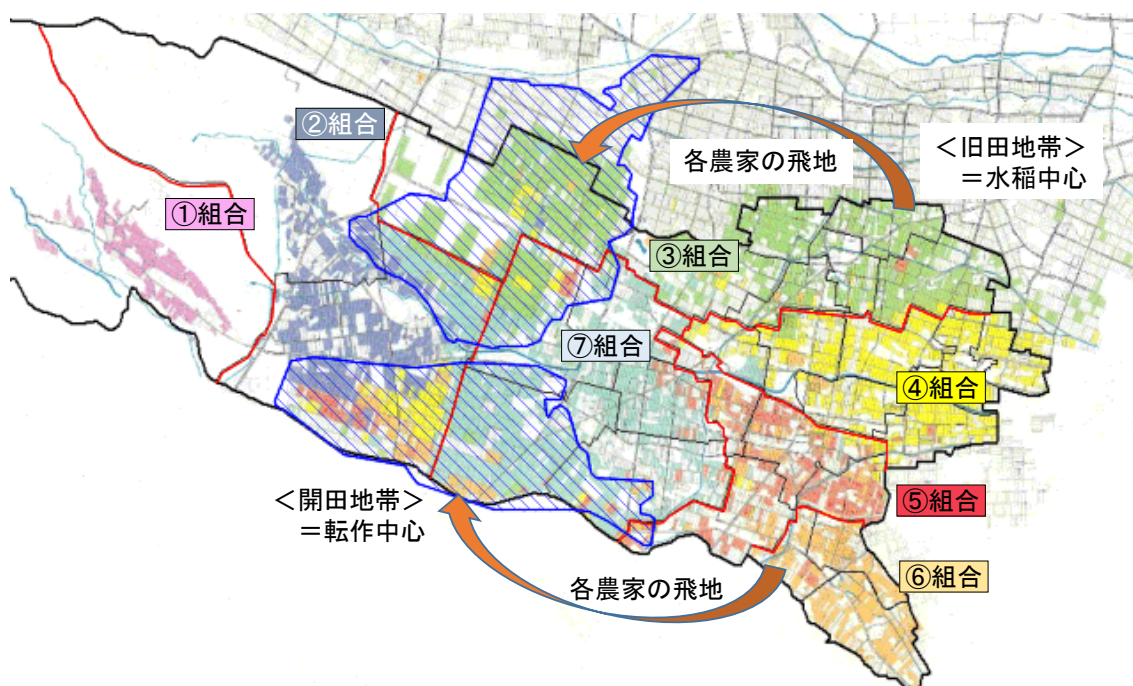 ②組合
各農家の飛地
<旧田地帯>
=水稲中心
①組合
③組合
⑦組合
④組合
<開田地帯>
=転作中心
⑤組合
各農家の飛地
⑥組合